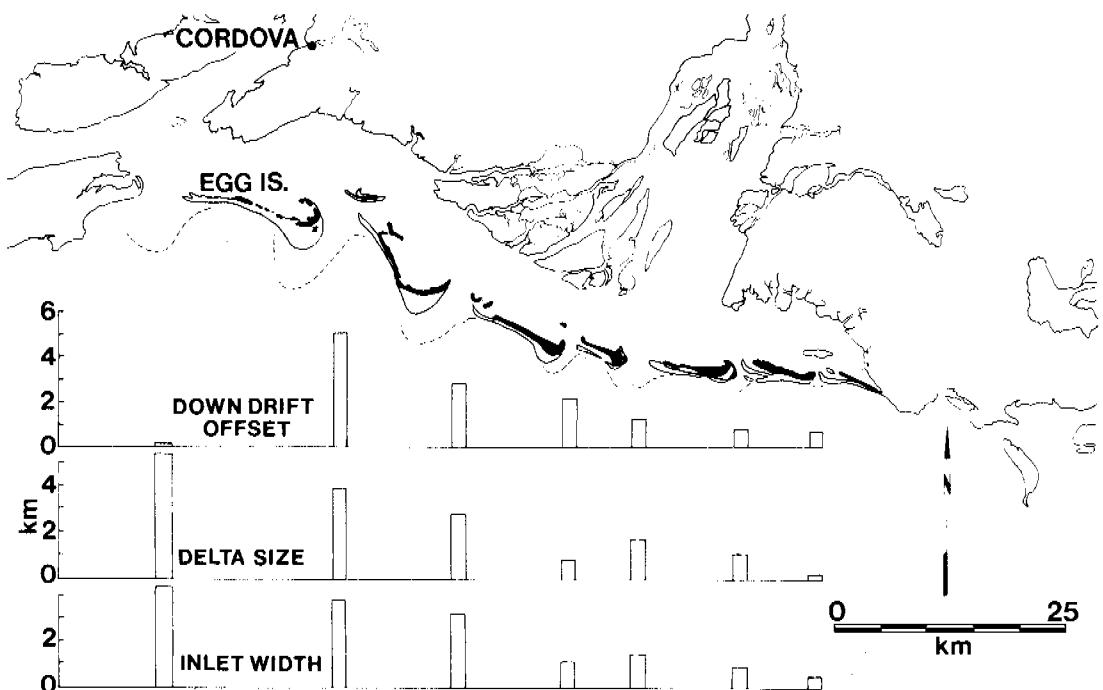 CORDOVA
EGG IS.
6
4
2
0
DOWN DRIFT
OFFSET
4
2
0
km
DELTA SIZE
2
0
INLET WIDTH
N
0 25
km